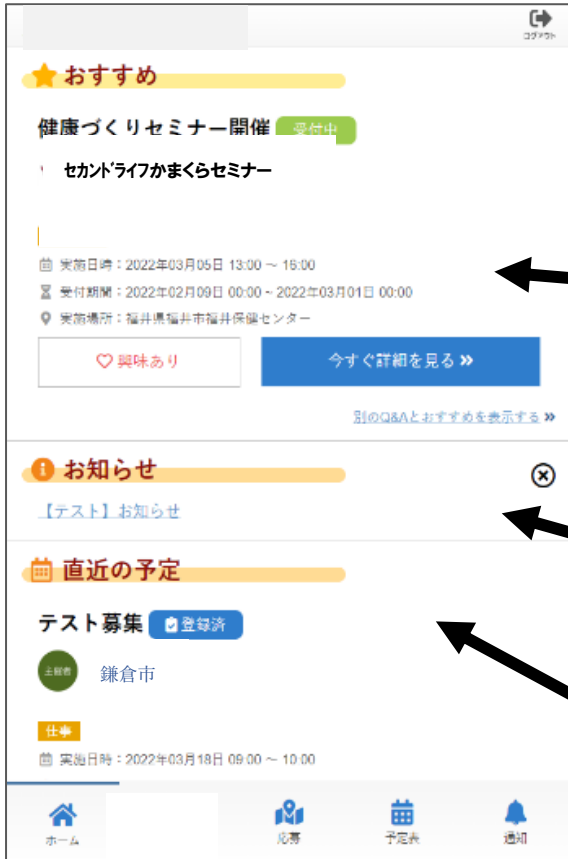 ログアウト
おすすめ
健康づくりセミナー開催 受付中
セカンドライフかまくらセミナー
実施日時：2022年03月05日 13:00 ～ 16:00
受付期間：2022年02月09日 00:00 ~ 2022年03月01日 00:00
実施場所：福井県福井市福井保健センター
興味あり
今すぐ詳細を見る »
別のQ&Aとおすすめを表示する »
お知らせ
【テスト】お知らせ
直近の予定
テスト募集 登録済
主催者 鎌倉市
仕事
実施日時：2022年03月18日 09:00 ～ 10:00
ホーム 応募 予定表 通知